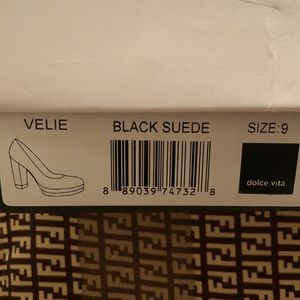 VELIE BLACK SUEDE SIZE:9
8 89039 74732 8
dolce vita